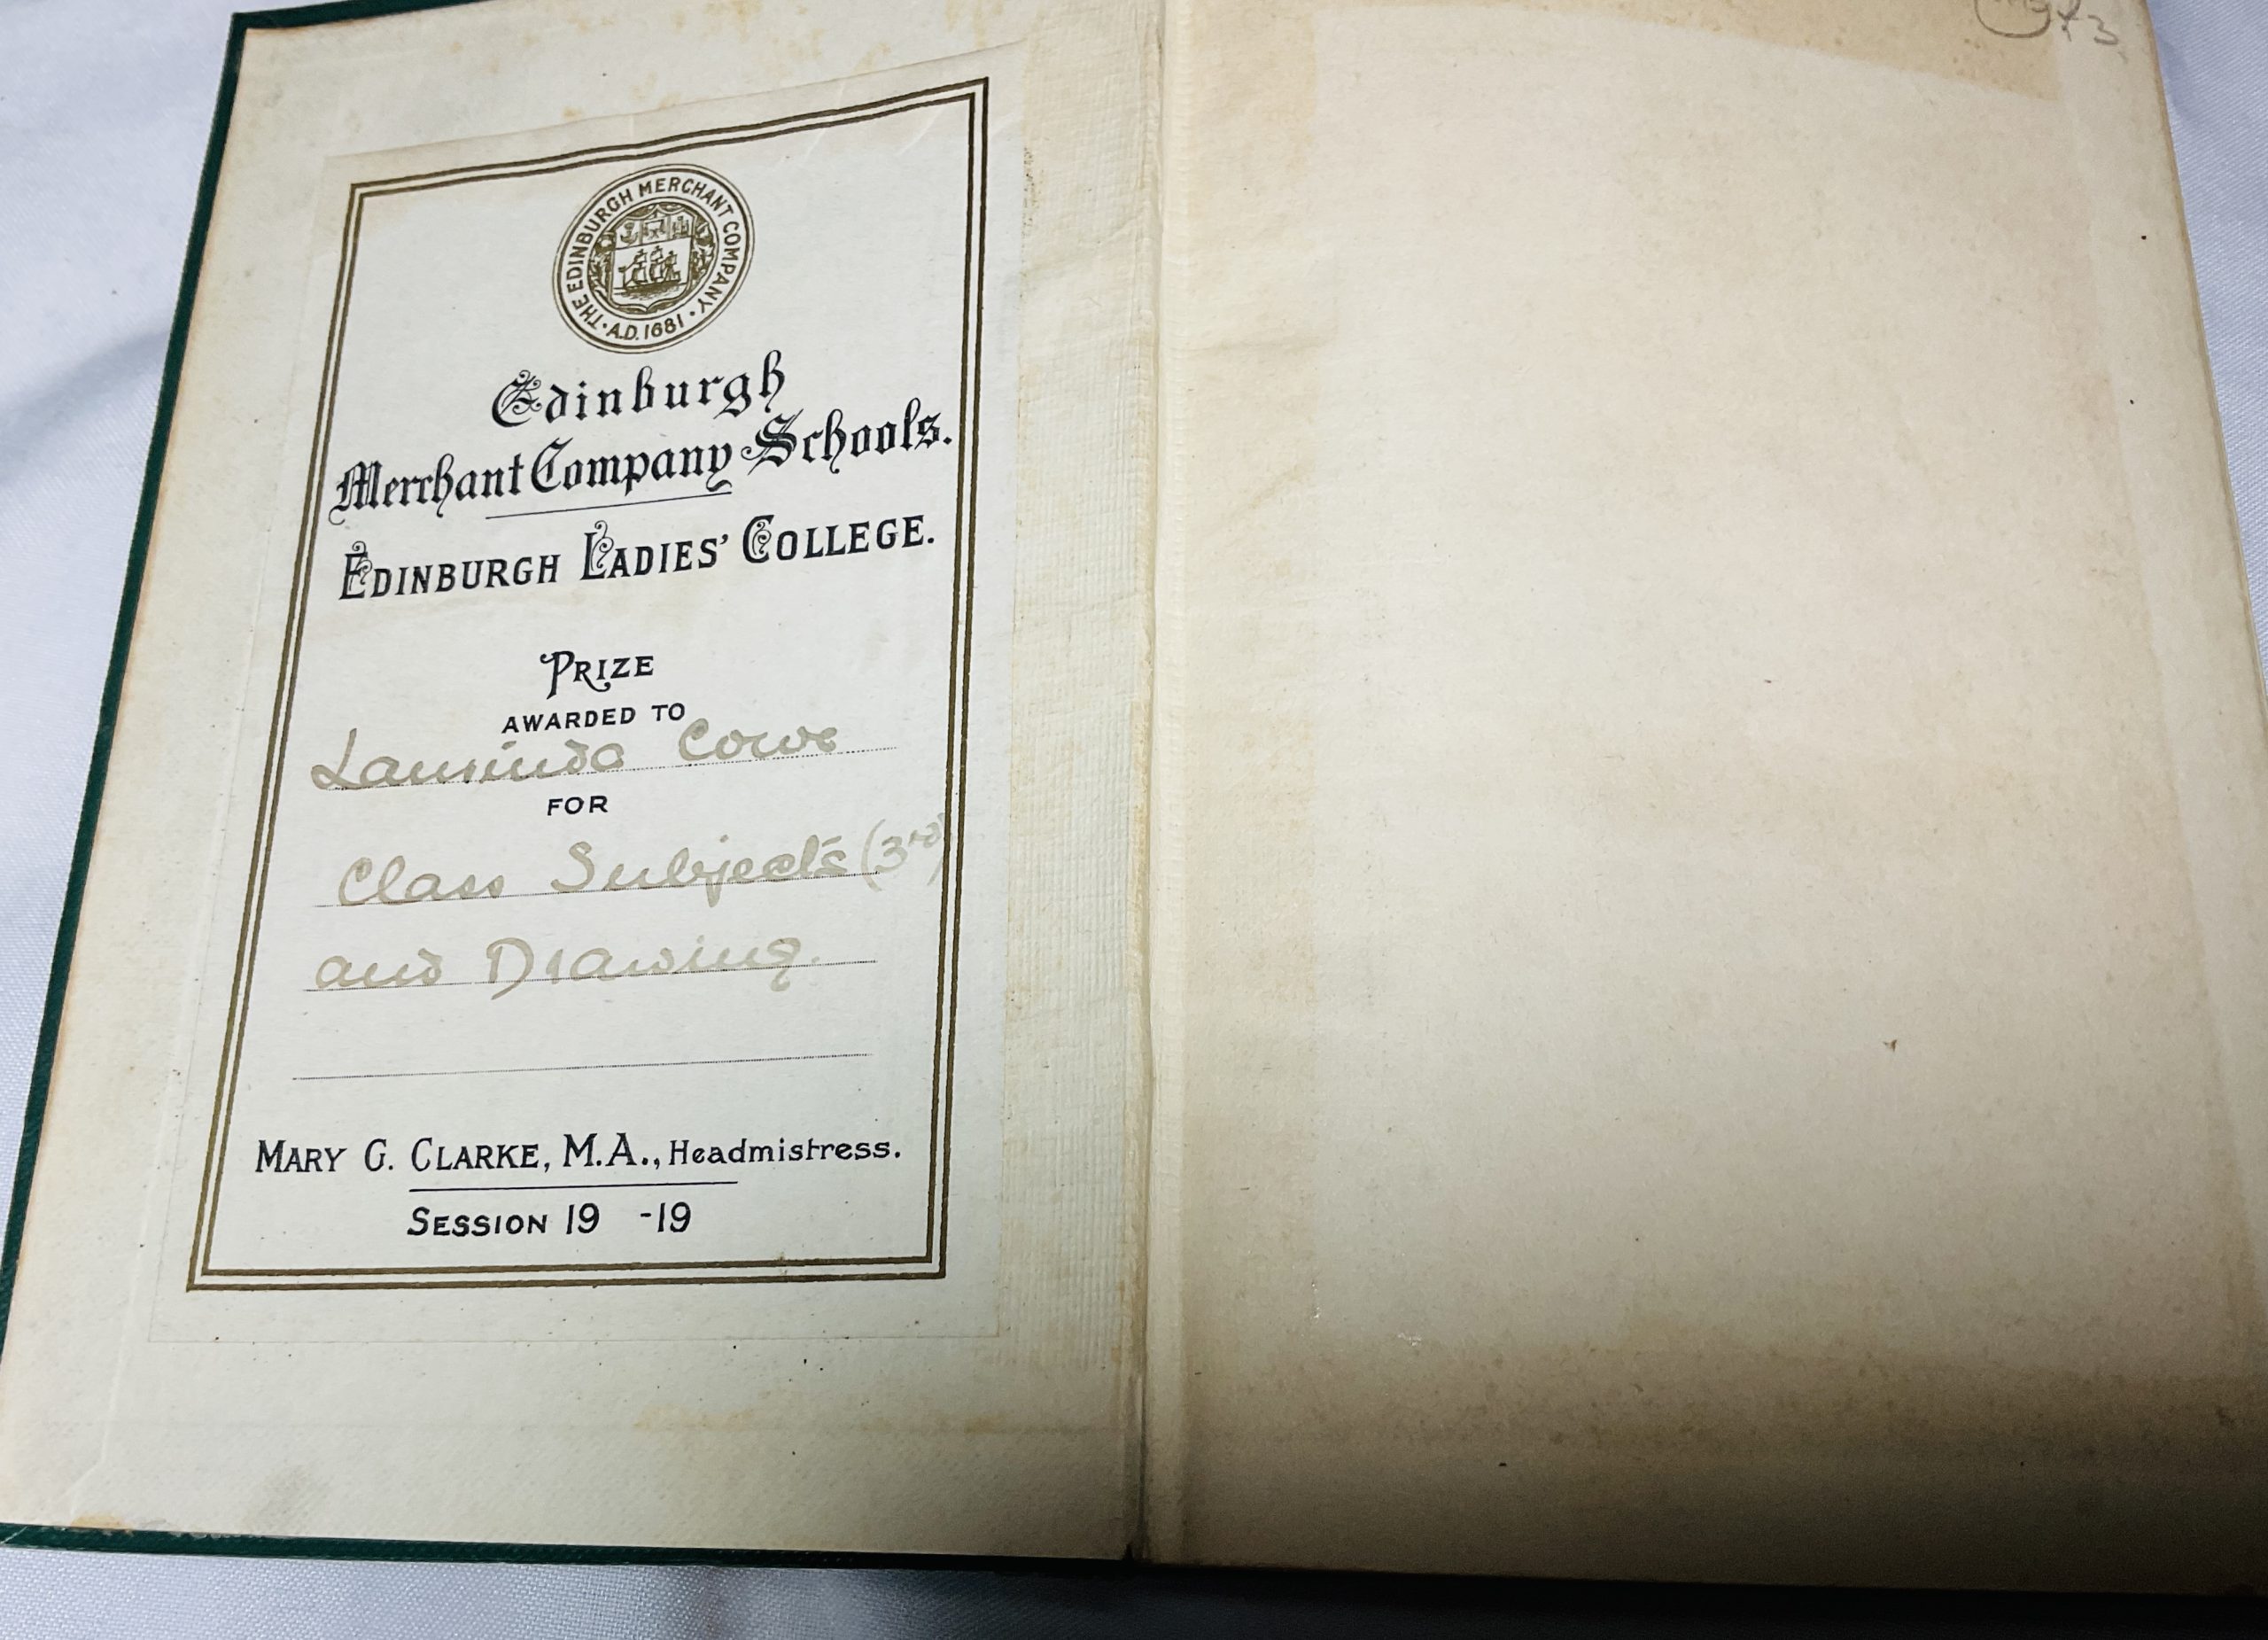 THE EDINBURGH MERCHANT COMPANY · A.D. 1681 ·
Edinburgh
Merchant Company Schools.
EDINBURGH LADIES' COLLEGE.
PRIZE
AWARDED TO
Cowe
FOR
Class Subjects (3rd)
and Drawing.
MARY G. CLARKE, M.A., Headmistress.
SESSION 19 -19